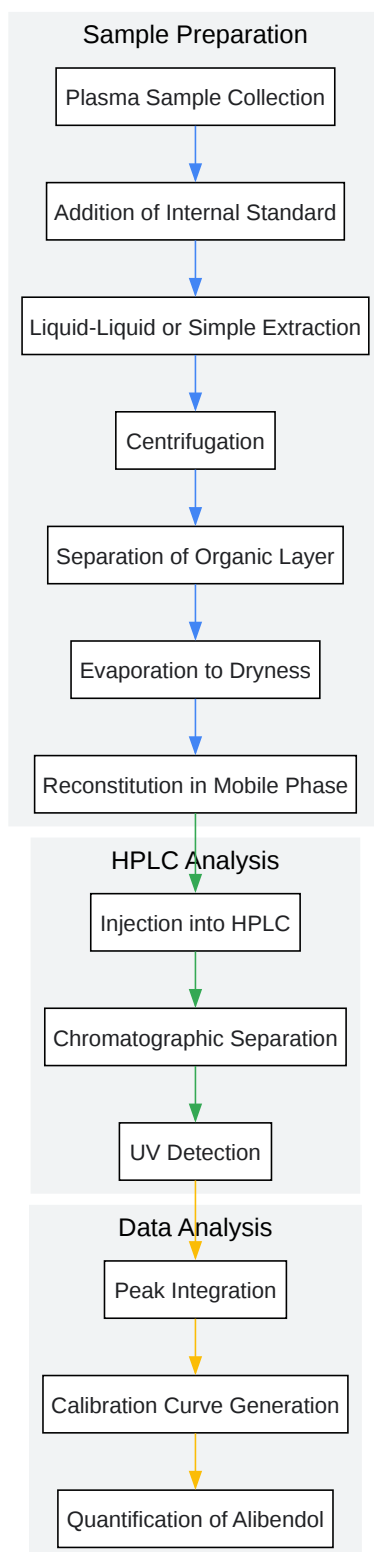 Sample Preparation
Plasma Sample Collection
Addition of Internal Standard
Liquid-Liquid or Simple Extraction
Centrifugation
Separation of Organic Layer
Evaporation to Dryness
Reconstitution in Mobile Phase
HPLC Analysis
Injection into HPLC
Chromatographic Separation
UV Detection
Data Analysis
Peak Integration
Calibration Curve Generation
Quantification of Alibendol